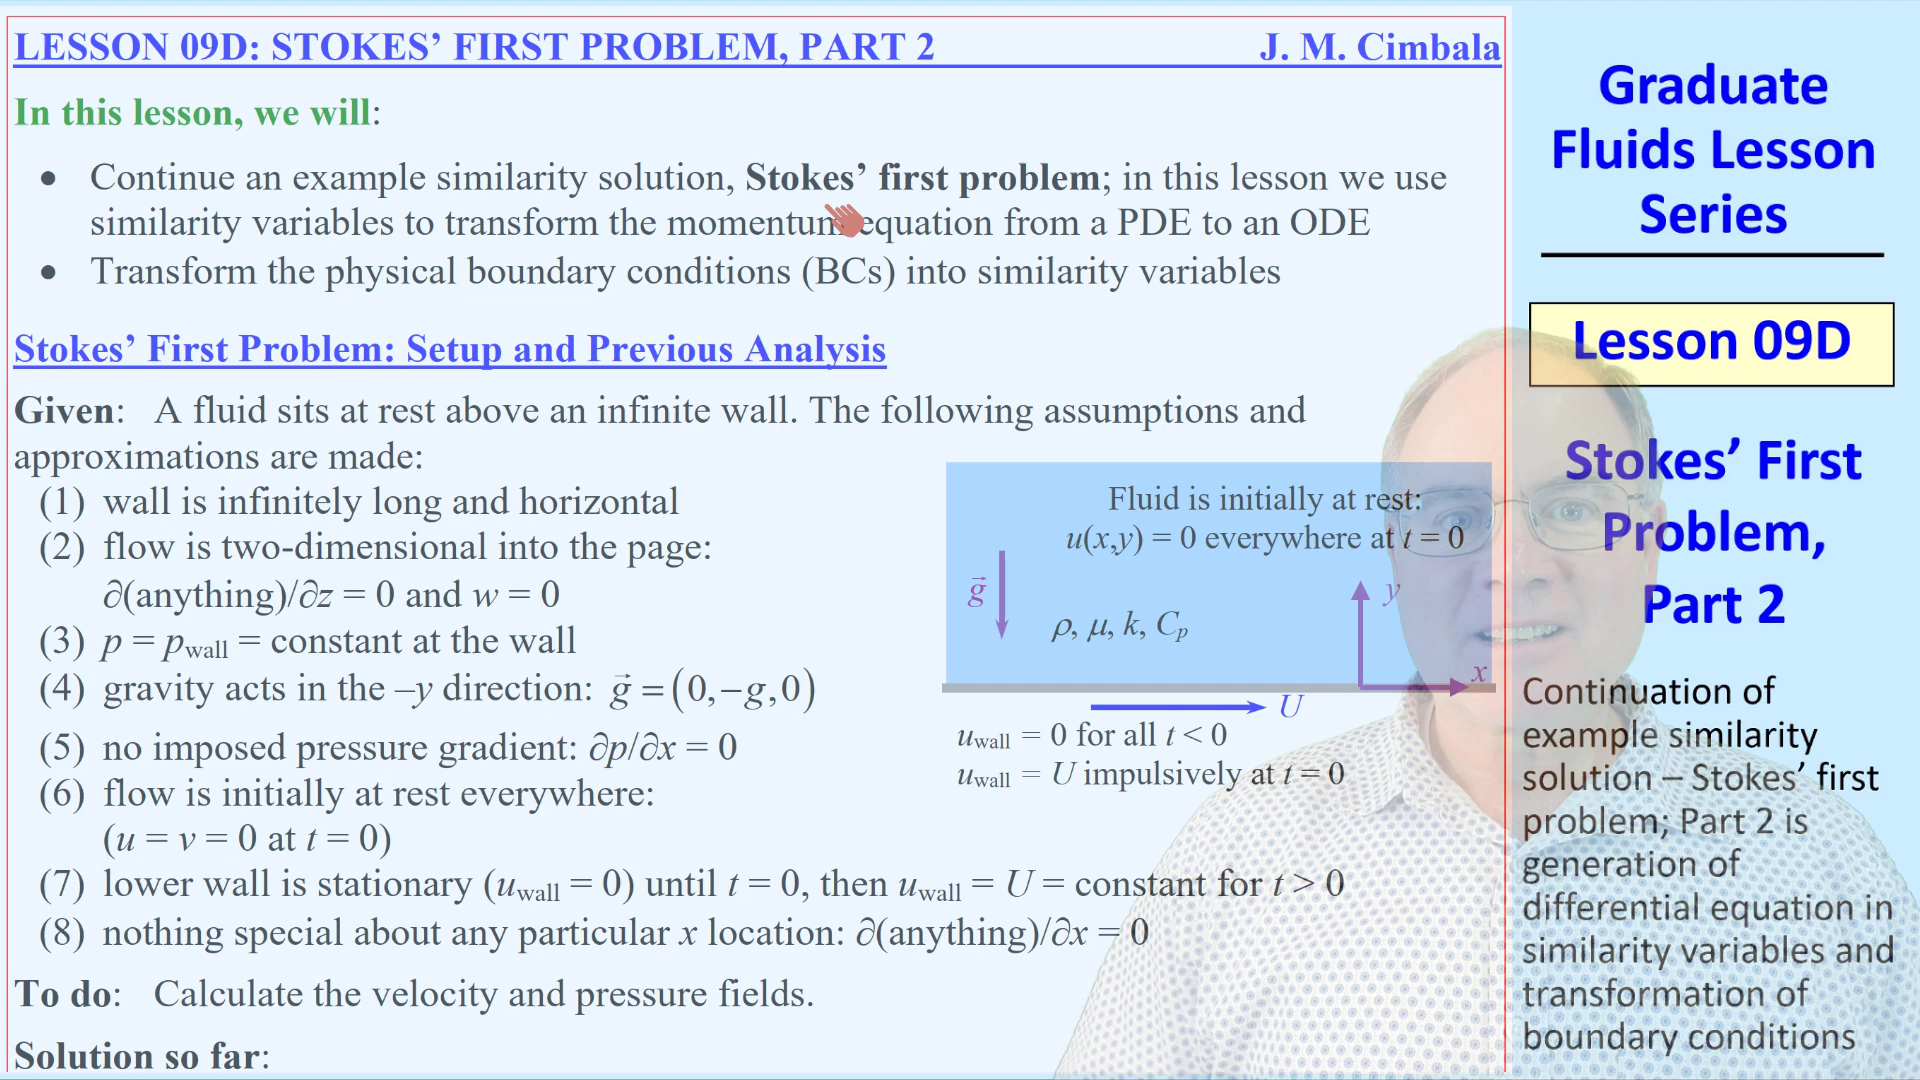 LESSON 09D: STOKES’ FIRST PROBLEM, PART 2 J. M. Cimbala
In this lesson, we will:
• Continue an example similarity solution, Stokes’ first problem; in this lesson we use
similarity variables to transform the momentum equation from a PDE to an ODE
• Transform the physical boundary conditions (BCs) into similarity variables
Stokes’ First Problem: Setup and Previous Analysis
Given: A fluid sits at rest above an infinite wall. The following assumptions and
approximations are made:
(1) wall is infinitely long and horizontal
(2) flow is two-dimensional into the page:
∂(anything)/∂z = 0 and w = 0
(3) p = p_wall = constant at the wall
(4) gravity acts in the –y direction: g⃗ = (0,−g,0)
(5) no imposed pressure gradient: ∂p/∂x = 0
(6) flow is initially at rest everywhere:
(u = v = 0 at t = 0)
(7) lower wall is stationary (u_wall = 0) until t = 0, then u_wall = U = constant for t > 0
(8) nothing special about any particular x location: ∂(anything)/∂x = 0
To do: Calculate the velocity and pressure fields.
Solution so far:
Fluid is initially at rest:
u(x,y) = 0 everywhere at t = 0
g⃗
y
ρ, μ, k, C_p
x
U
u_wall = 0 for all t < 0
u_wall = U impulsively at t = 0
Graduate
Fluids Lesson
Series
Lesson 09D
Stokes’ First
Problem,
Part 2
Continuation of
example similarity
solution – Stokes’ first
problem; Part 2 is
generation of
differential equation in
similarity variables and
transformation of
boundary conditions